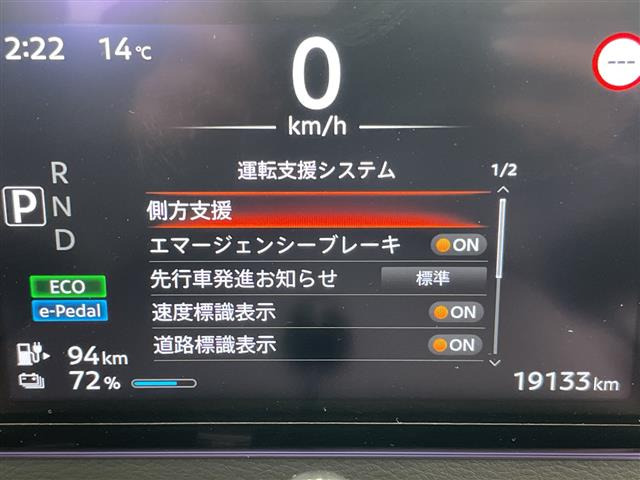 2:22 14℃
0
km/h
---
運転支援システム 1/2
側方支援
エマージェンシーブレーキ ON
先行車発進お知らせ 標準
速度標識表示 ON
道路標識表示 ON
R
P N
D
ECO
e-Pedal
94km
72%
19133km